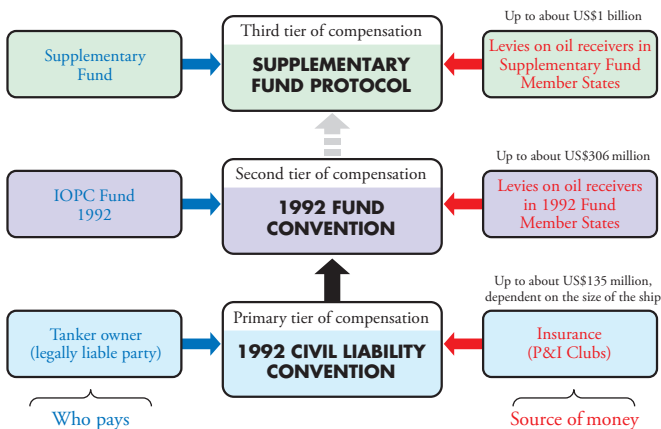 Up to about US$1 billion
Third tier of compensation
Supplementary
Fund
SUPPLEMENTARY
FUND PROTOCOL
Levies on oil receivers in
Supplementary Fund
Member States
Up to about US$306 million
Second tier of compensation
IOPC Fund
1992
1992 FUND
CONVENTION
Levies on oil receivers
in 1992 Fund
Member States
Up to about US$135 million,
dependent on the size of the ship
Primary tier of compensation
Tanker owner
(legally liable party)
1992 CIVIL LIABILITY
CONVENTION
Insurance
(P&I Clubs)
Who pays
Source of money